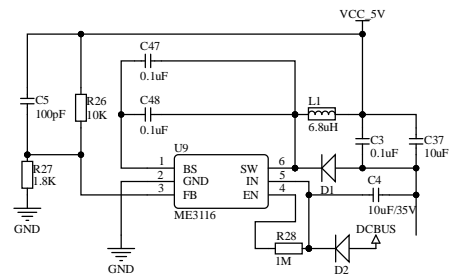 VCC_5V
C47
0.1uF
C5
100pF
R26
10K
C48
0.1uF
L1
6.8uH
C3
0.1uF
C37
10uF
U9
R27
1.8K
1
2
3
BS
GND
FB
SW
IN
EN
6
5
4
D1
C4
10uF/35V
ME3116
GND
DCBUS
R28
1M
D2
GND